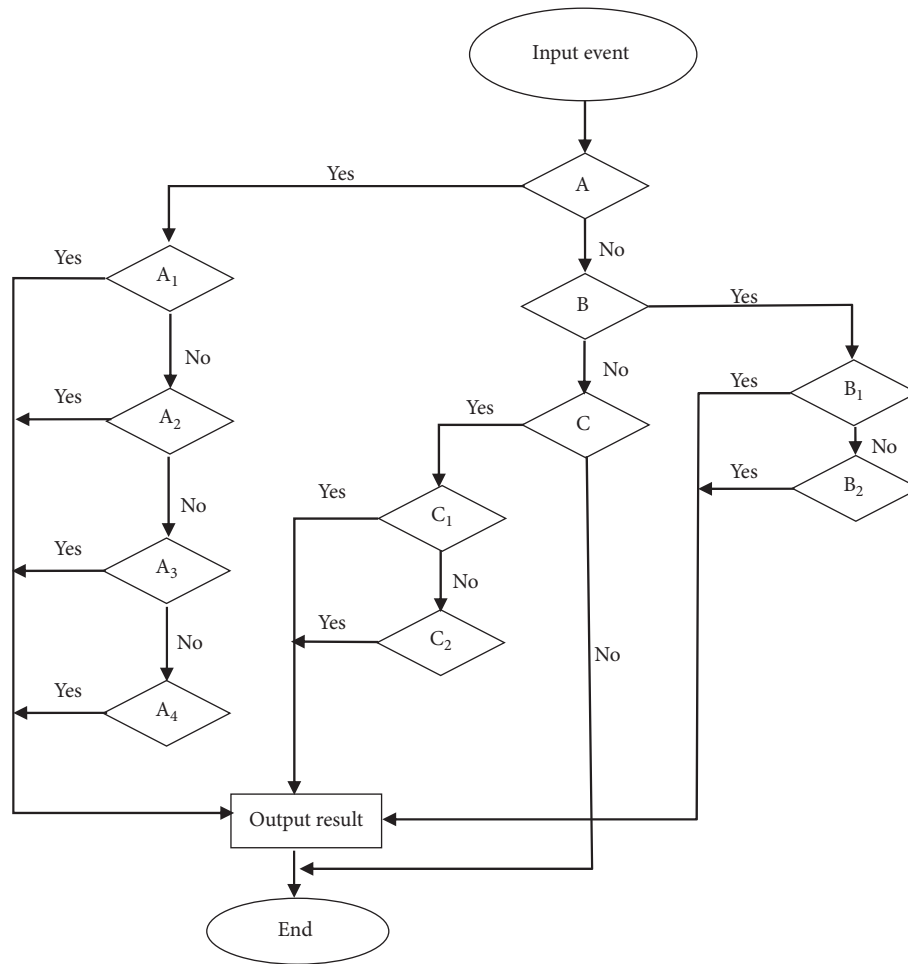 Input event
Yes
A
No
Yes
A1
B
Yes
No
No
Yes
A2
Yes
C
Yes
B1
No
Yes
B2
No
Yes
C1
Yes
A3
No
Yes
C2
No
No
Yes
A4
Output result
End